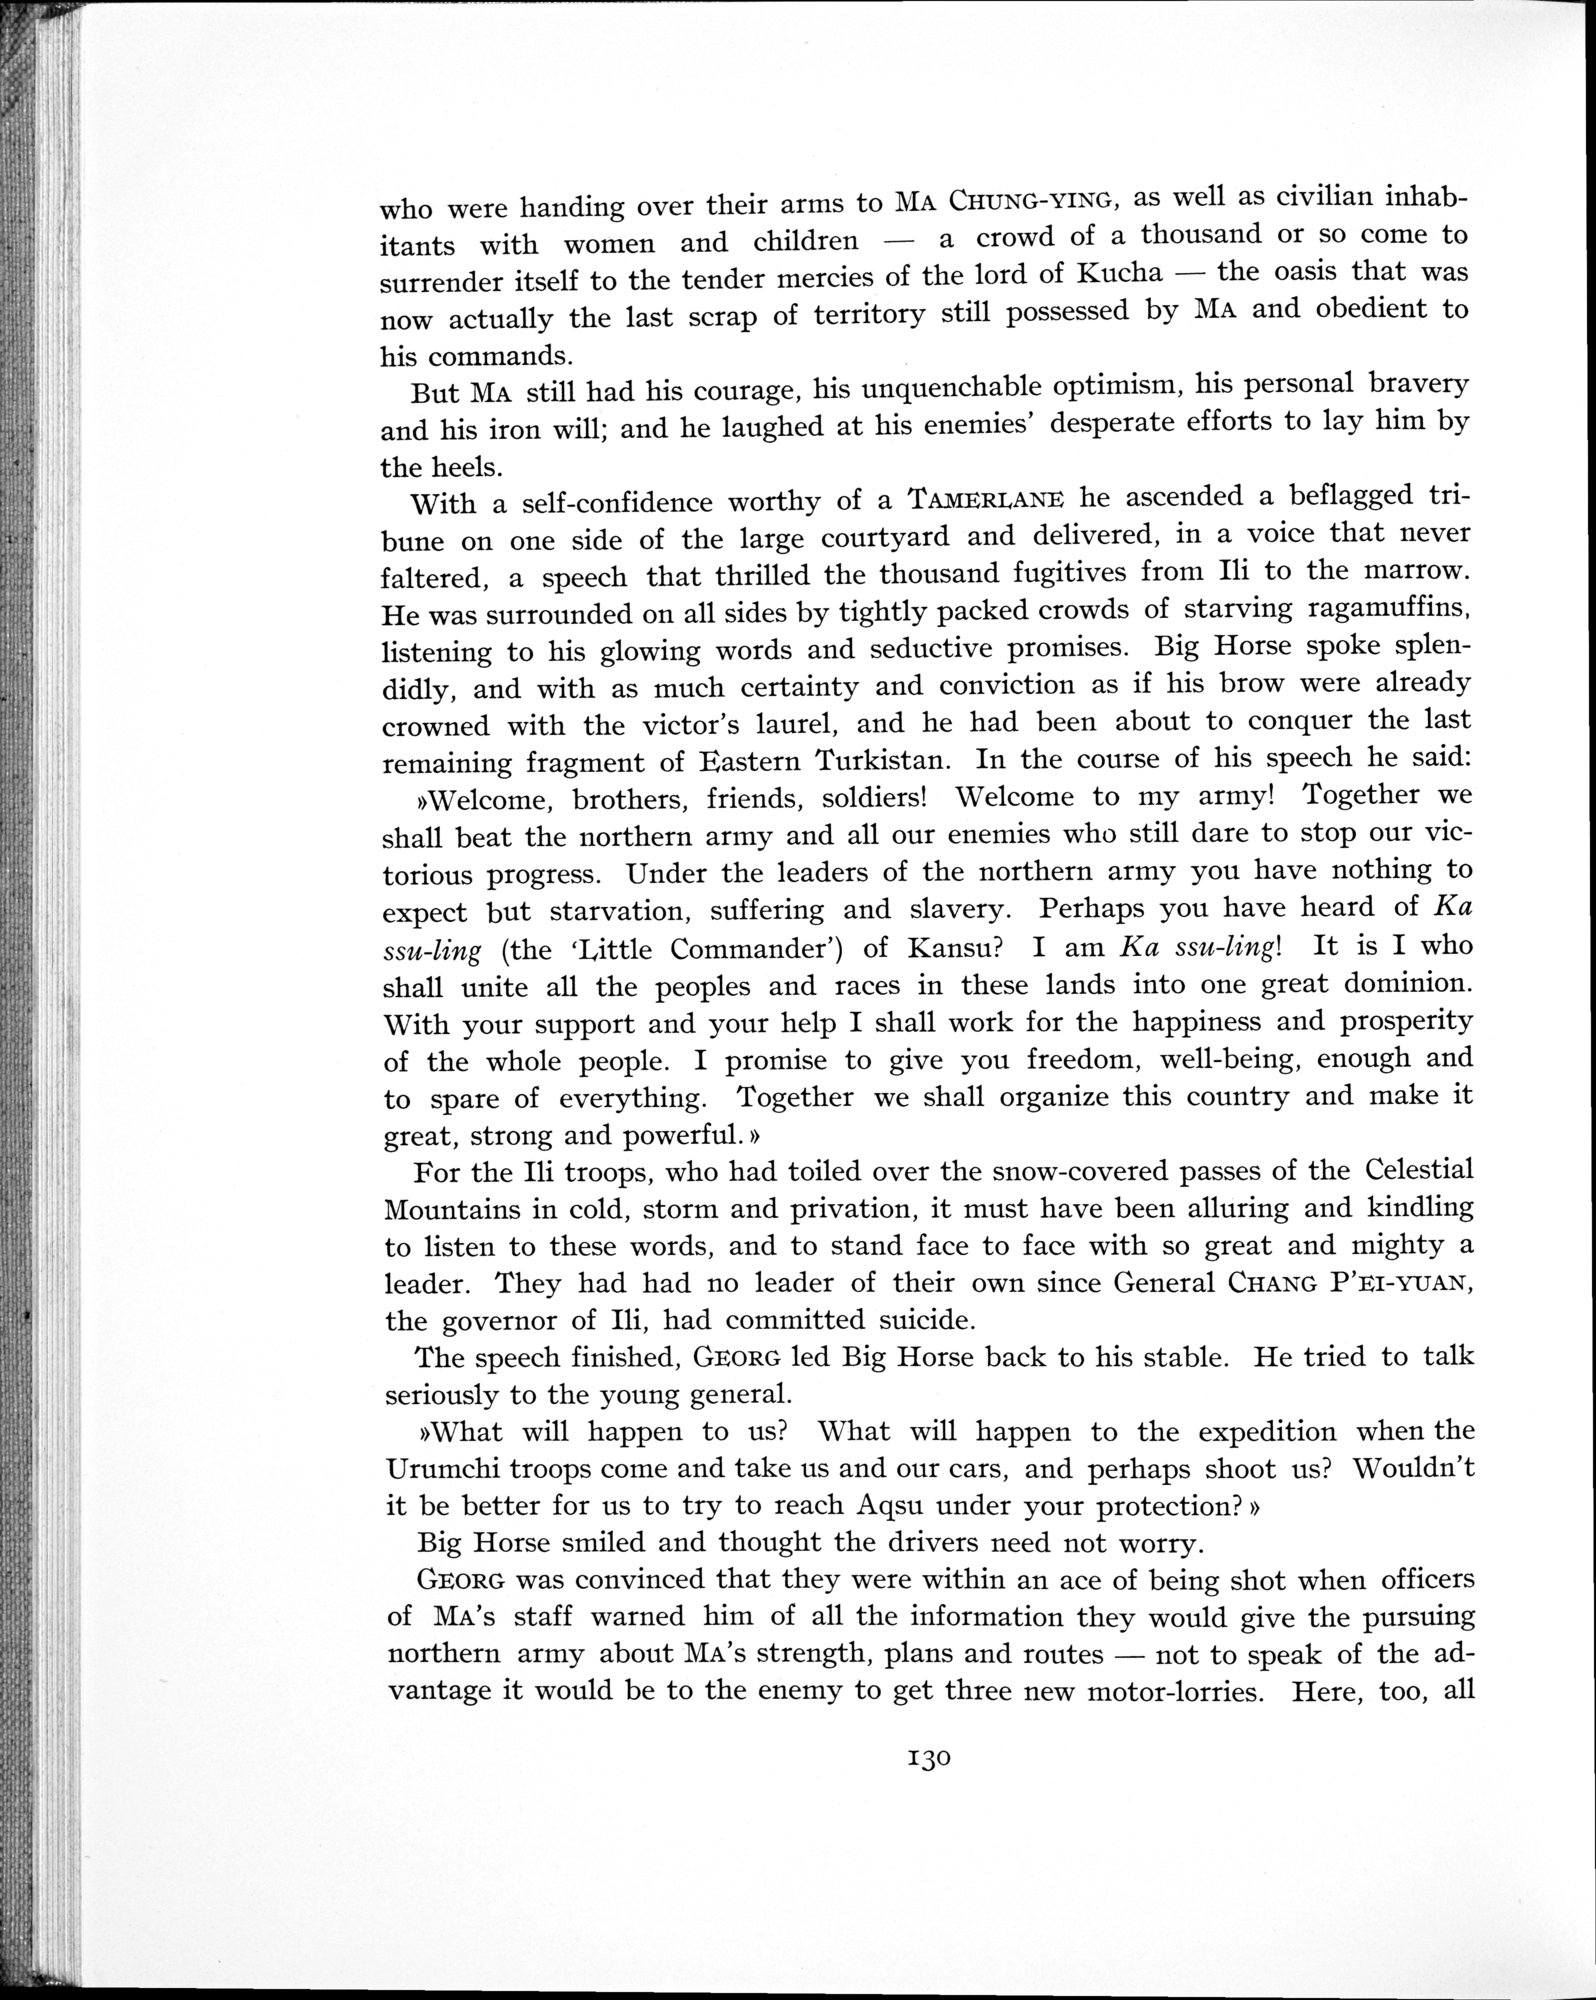 who were handing over their arms to MA CHUNG-YING, as well as civilian inhab-
itants with women and children — a crowd of a thousand or so come to
surrender itself to the tender mercies of the lord of Kucha — the oasis that was
now actually the last scrap of territory still possessed by MA and obedient to
his commands.
But MA still had his courage, his unquenchable optimism, his personal bravery
and his iron will; and he laughed at his enemies' desperate efforts to lay him by
the heels.
With a self-confidence worthy of a TAMERLANE he ascended a beflagged tri-
bune on one side of the large courtyard and delivered, in a voice that never
faltered, a speech that thrilled the thousand fugitives from Ili to the marrow.
He was surrounded on all sides by tightly packed crowds of starving ragamuffins,
listening to his glowing words and seductive promises. Big Horse spoke splen-
didly, and with as much certainty and conviction as if his brow were already
crowned with the victor's laurel, and he had been about to conquer the last
remaining fragment of Eastern Turkistan. In the course of his speech he said:
»Welcome, brothers, friends, soldiers! Welcome to my army! Together we
shall beat the northern army and all our enemies who still dare to stop our vic-
torious progress. Under the leaders of the northern army you have nothing to
expect but starvation, suffering and slavery. Perhaps you have heard of Ka
ssu-ling (the 'Little Commander') of Kansu? I am Ka ssu-ling! It is I who
shall unite all the peoples and races in these lands into one great dominion.
With your support and your help I shall work for the happiness and prosperity
of the whole people. I promise to give you freedom, well-being, enough and
to spare of everything. Together we shall organize this country and make it
great, strong and powerful.»
For the Ili troops, who had toiled over the snow-covered passes of the Celestial
Mountains in cold, storm and privation, it must have been alluring and kindling
to listen to these words, and to stand face to face with so great and mighty a
leader. They had had no leader of their own since General CHANG P'EI-YUAN,
the governor of Ili, had committed suicide.
The speech finished, GEORG led Big Horse back to his stable. He tried to talk
seriously to the young general.
»What will happen to us? What will happen to the expedition when the
Urumchi troops come and take us and our cars, and perhaps shoot us? Wouldn't
it be better for us to try to reach Aqsu under your protection?»
Big Horse smiled and thought the drivers need not worry.
GEORG was convinced that they were within an ace of being shot when officers
of MA's staff warned him of all the information they would give the pursuing
northern army about MA's strength, plans and routes — not to speak of the ad-
vantage it would be to the enemy to get three new motor-lorries. Here, too, all
130